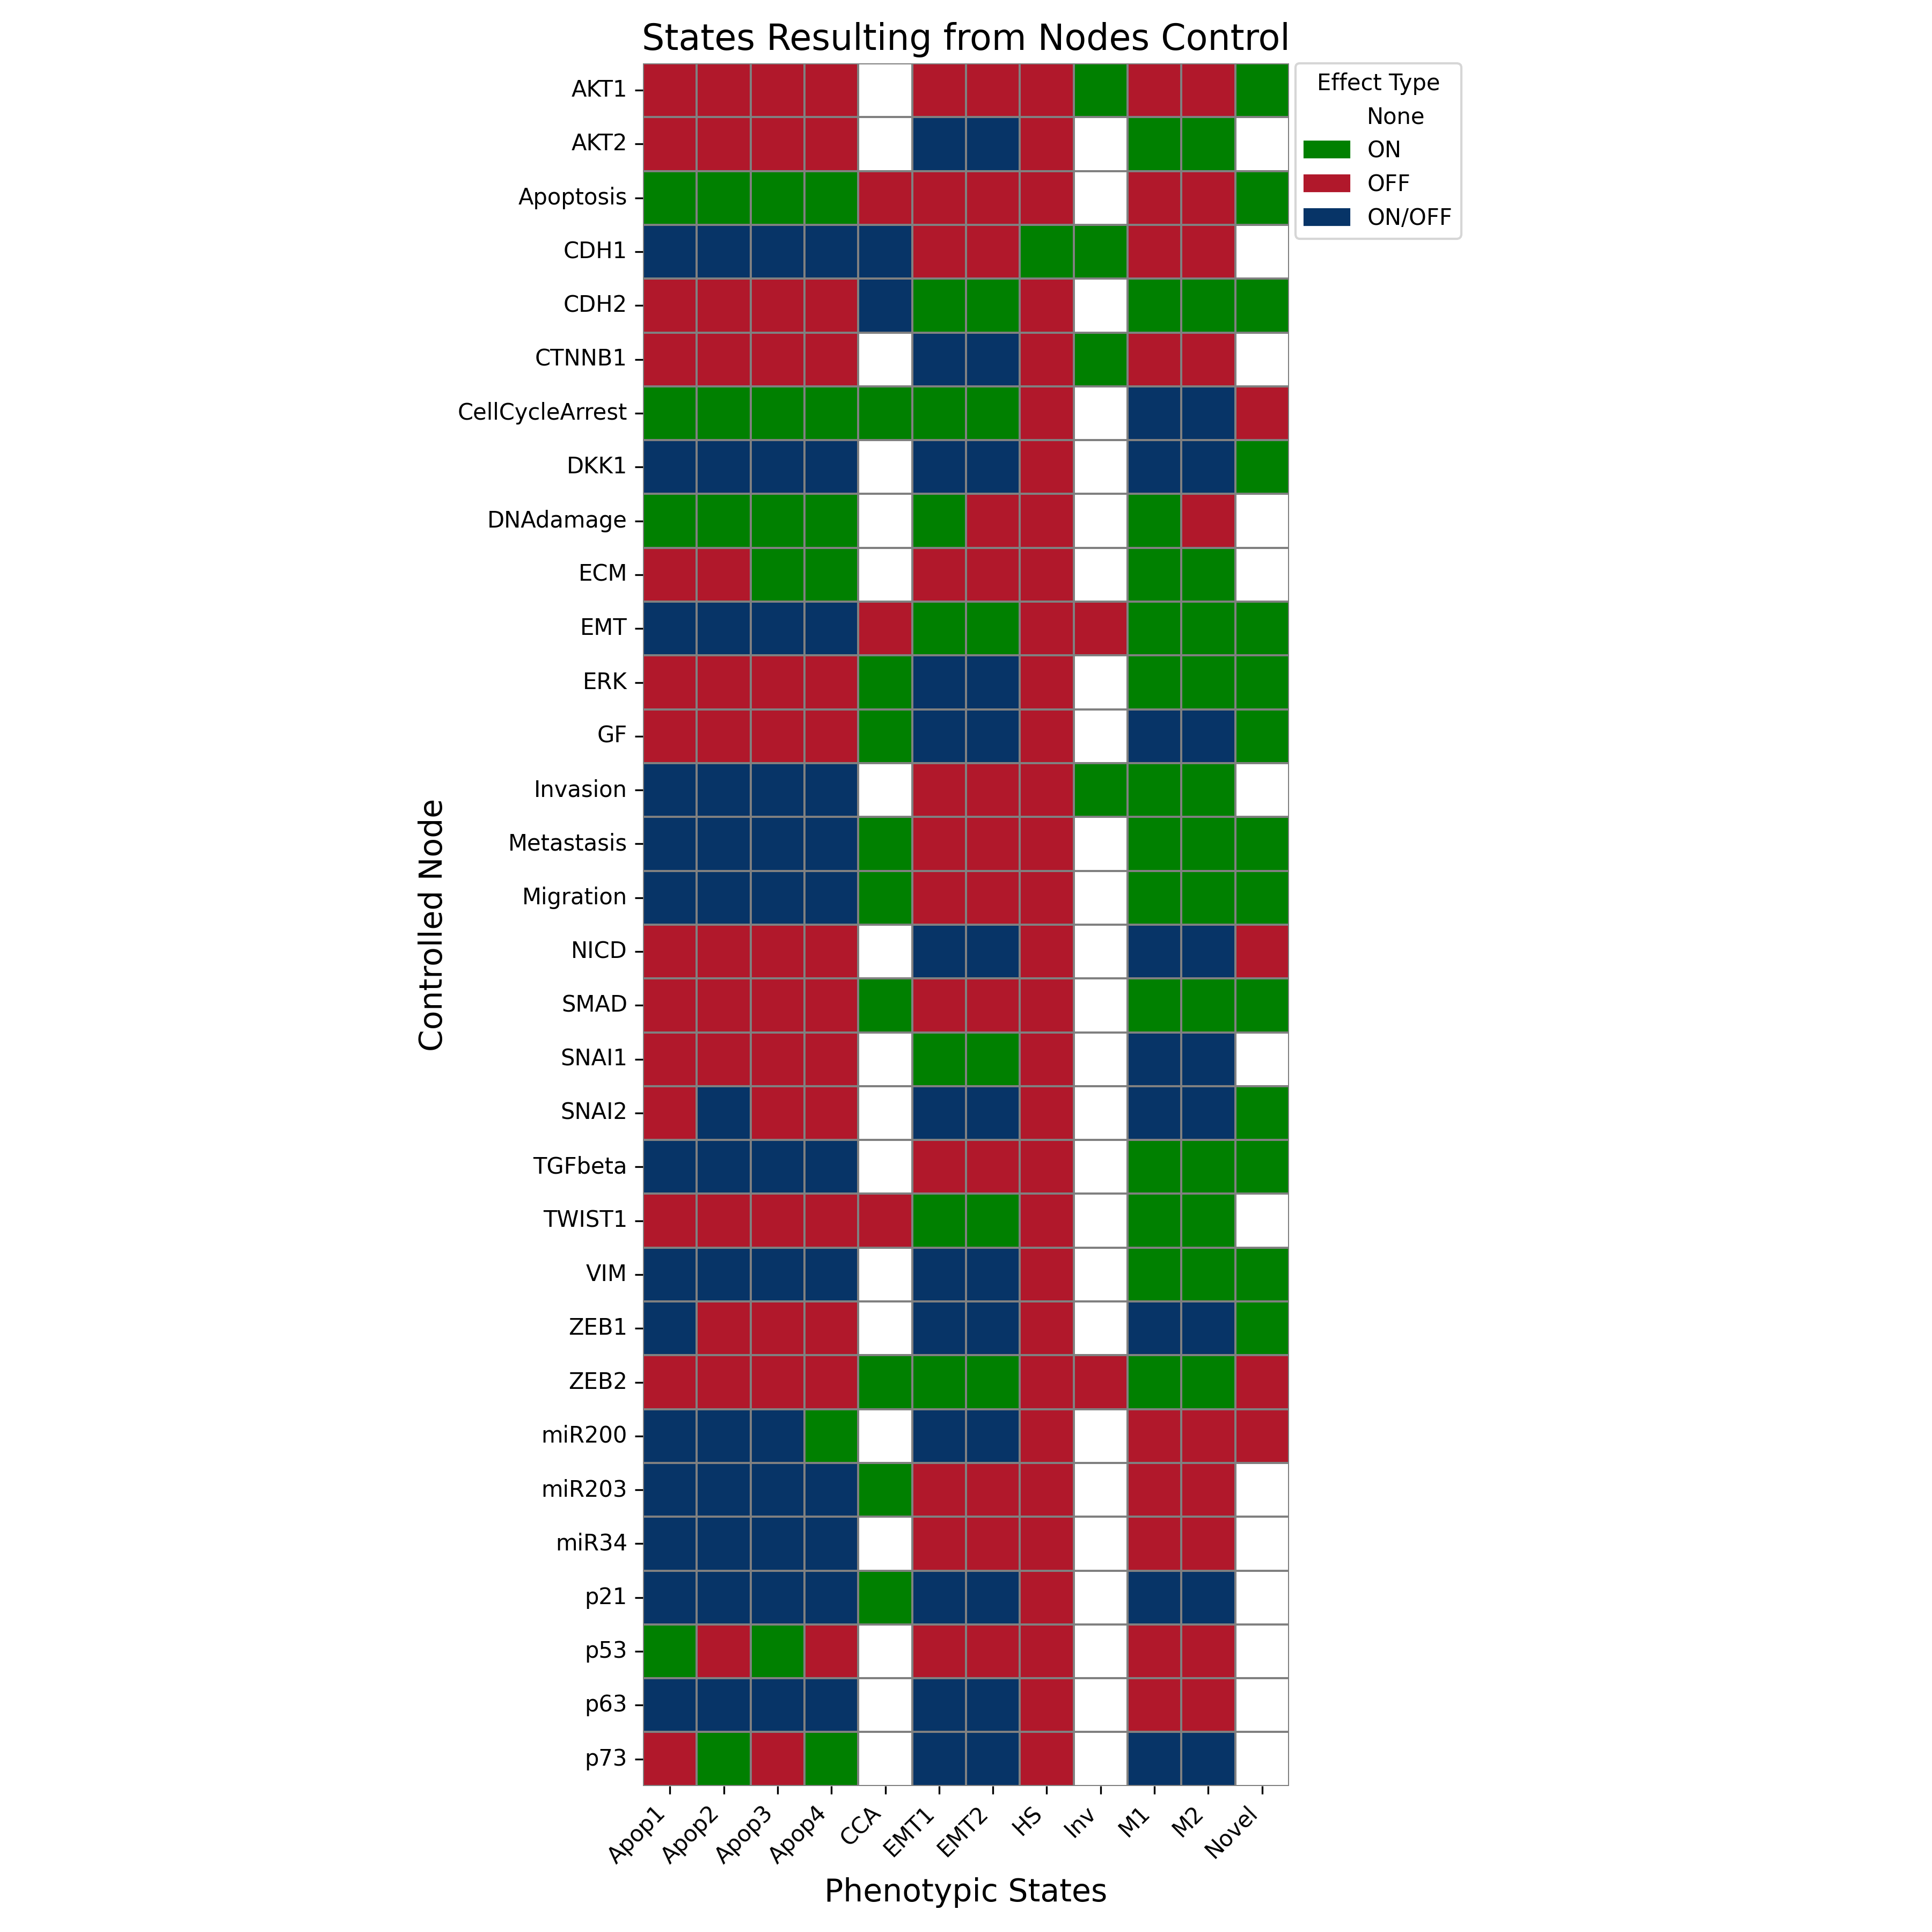 States Resulting from Nodes Control
Effect Type
None
ON
OFF
ON/OFF
Controlled Node
AKT1
AKT2
Apoptosis
CDH1
CDH2
CTNNB1
CellCycleArrest
DKK1
DNAdamage
ECM
EMT
ERK
GF
Invasion
Metastasis
Migration
NICD
SMAD
SNAI1
SNAI2
TGFbeta
TWIST1
VIM
ZEB1
ZEB2
miR200
miR203
miR34
p21
p53
p63
p73
Apop1
Apop2
Apop3
Apop4
CCA
EMT1
EMT2
HS
Inv
M1
M2
Novel
Phenotypic States